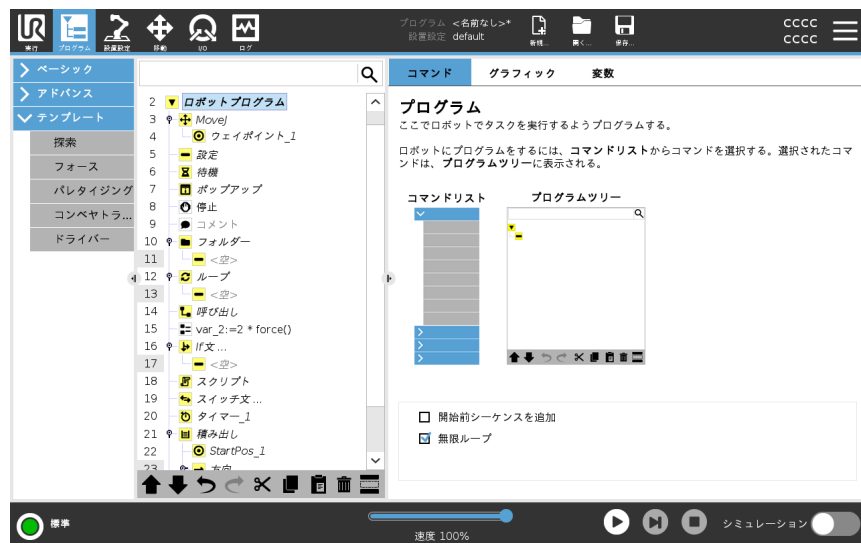 実行 プログラム 設置設定 移動 I/O ログ
プログラム <名前なし>*
設置設定 default
新規... 開く... 保存...
CCCC
CCCC
ベーシック
アドバンス
テンプレート
探索
フォース
パレタイジング
コンベヤトラ...
ドライバー
2 ロボットプログラム
3 MoveJ
4 ウェイポイント_1
5 設定
6 待機
7 ポップアップ
8 停止
9 コメント
10 フォルダー
11 <空>
12 ループ
13 <空>
14 呼び出し
15 var_2:=2 * force()
16 If文...
17 <空>
18 スクリプト
19 スイッチ文...
20 タイマー_1
21 積み出し
22 StartPos_1
23 方向
コマンド グラフィック 変数
プログラム
ここでロボットでタスクを実行するようプログラムする。
ロボットにプログラムをするには、コマンドリストからコマンドを選択する。選択されたコマ
ンドは、プログラムツリーに表示される。
コマンドリスト プログラムツリー
開始前シーケンスを追加
無限ループ
標準
速度 100%
シミュレーション